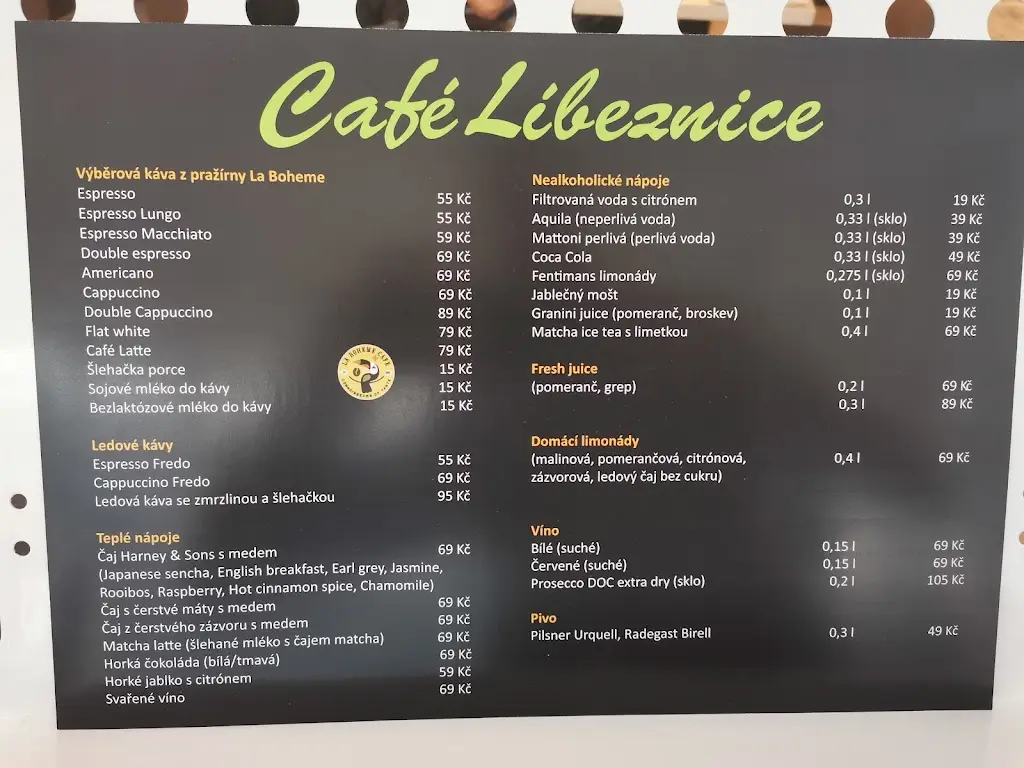 Café Líbeznice
Výběrová káva z pražírny La Boheme
Espresso 55 Kč
Espresso Lungo 55 Kč
Espresso Macchiato 59 Kč
Double espresso 69 Kč
Americano 69 Kč
Cappuccino 69 Kč
Double Cappuccino 89 Kč
Flat white 79 Kč
Café Latte 79 Kč
Šlehačka porce 15 Kč
Sojové mléko do kávy 15 Kč
Bezlaktózové mléko do kávy 15 Kč
LA BOHEME CAFE
Ledové kávy
Espresso Fredo 55 Kč
Cappuccino Fredo 69 Kč
Ledová káva se zmrzlinou a šlehačkou 95 Kč
Teplé nápoje
Čaj Harney & Sons s medem 69 Kč
(Japanese sencha, English breakfast, Earl grey, Jasmine,
Rooibos, Raspberry, Hot cinnamon spice, Chamomile)
Čaj s čerstvé máty s medem 69 Kč
Čaj z čerstvého zázvoru s medem 69 Kč
Matcha latte (šlehané mléko s čajem matcha) 69 Kč
Horká čokoláda (bílá/tmavá) 69 Kč
Horké jablko s citrónem 59 Kč
Svařené víno 69 Kč
Nealkoholické nápoje
Filtrovaná voda s citrónem 0,3 l 19 Kč
Aquila (neperlivá voda) 0,33 l (sklo) 39 Kč
Mattoni perlivá (perlivá voda) 0,33 l (sklo) 39 Kč
Coca Cola 0,33 l (sklo) 49 Kč
Fentimans limonády 0,275 l (sklo) 69 Kč
Jablečný mošt 0,1 l 19 Kč
Granini juice (pomeranč, broskev) 0,1 l 19 Kč
Matcha ice tea s limetkou 0,4 l 69 Kč
Fresh juice
(pomeranč, grep) 0,2 l 69 Kč
0,3 l 89 Kč
Domácí limonády
(malinová, pomerančová, citrónová, 0,4 l 69 Kč
zázvorová, ledový čaj bez cukru)
Víno
Bílé (suché) 0,15 l 69 Kč
Červené (suché) 0,15 l 69 Kč
Prosecco DOC extra dry (sklo) 0,2 l 105 Kč
Pivo
Pilsner Urquell, Radegast Birell 0,3 l 49 Kč